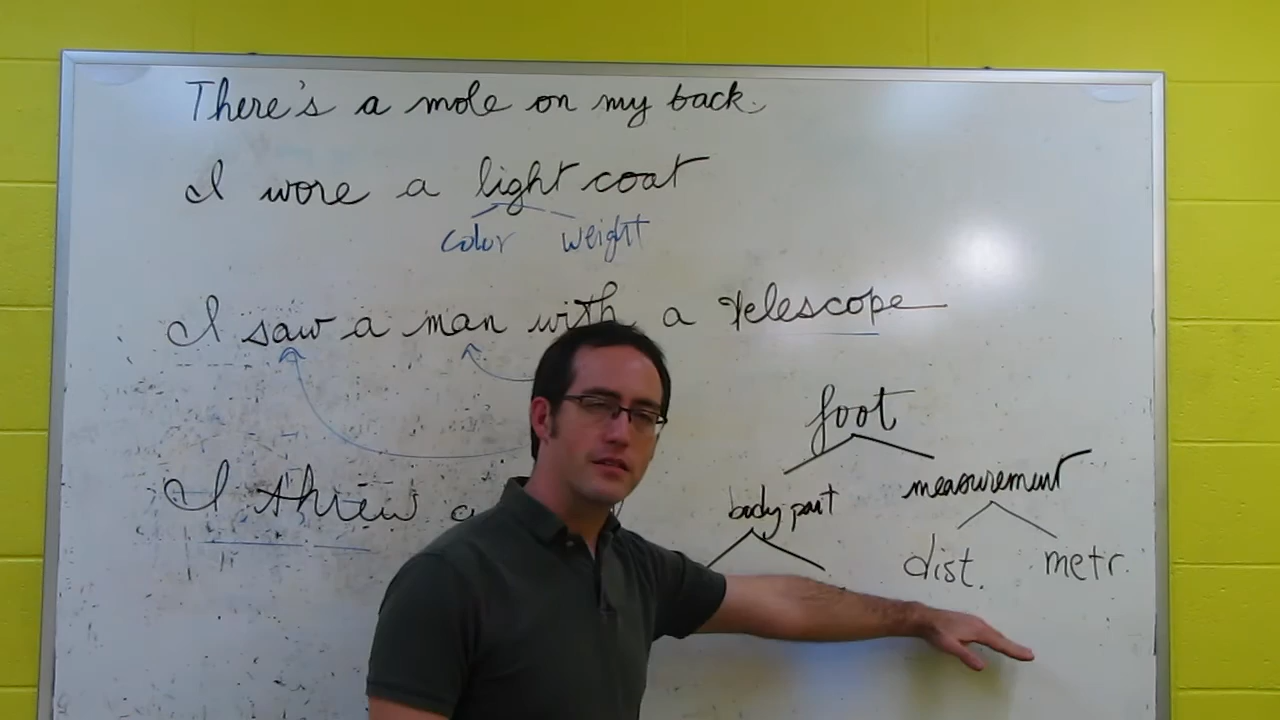 There's a mole on my back.
I wore a light coat
color weight
I saw a man with a telescope
foot
I threw a
body part measurement
dist. metr.